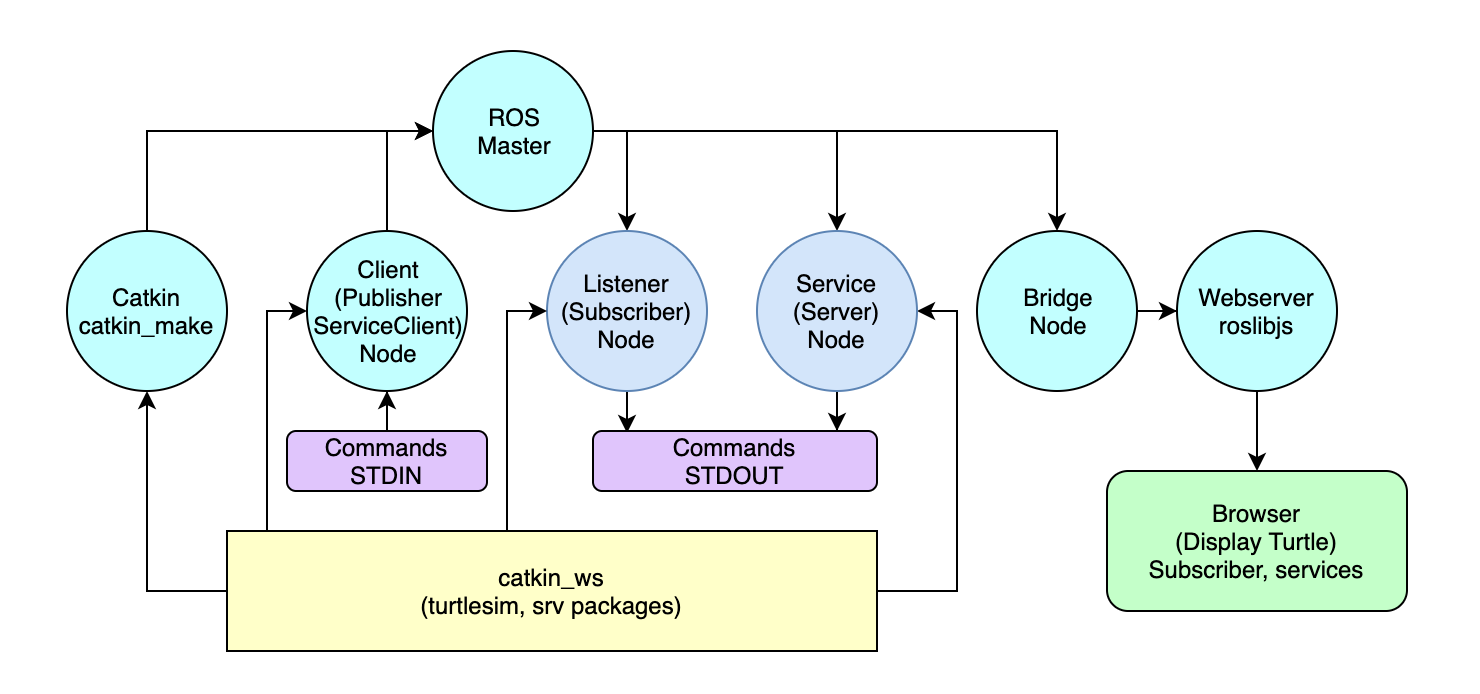 ROS
Master
Catkin
catkin_make
Client
(Publisher
ServiceClient)
Node
Listener
(Subscriber)
Node
Service
(Server)
Node
Bridge
Node
Webserver
roslibjs
Commands
STDIN
Commands
STDOUT
Browser
(Display Turtle)
Subscriber, services
catkin_ws
(turtlesim, srv packages)